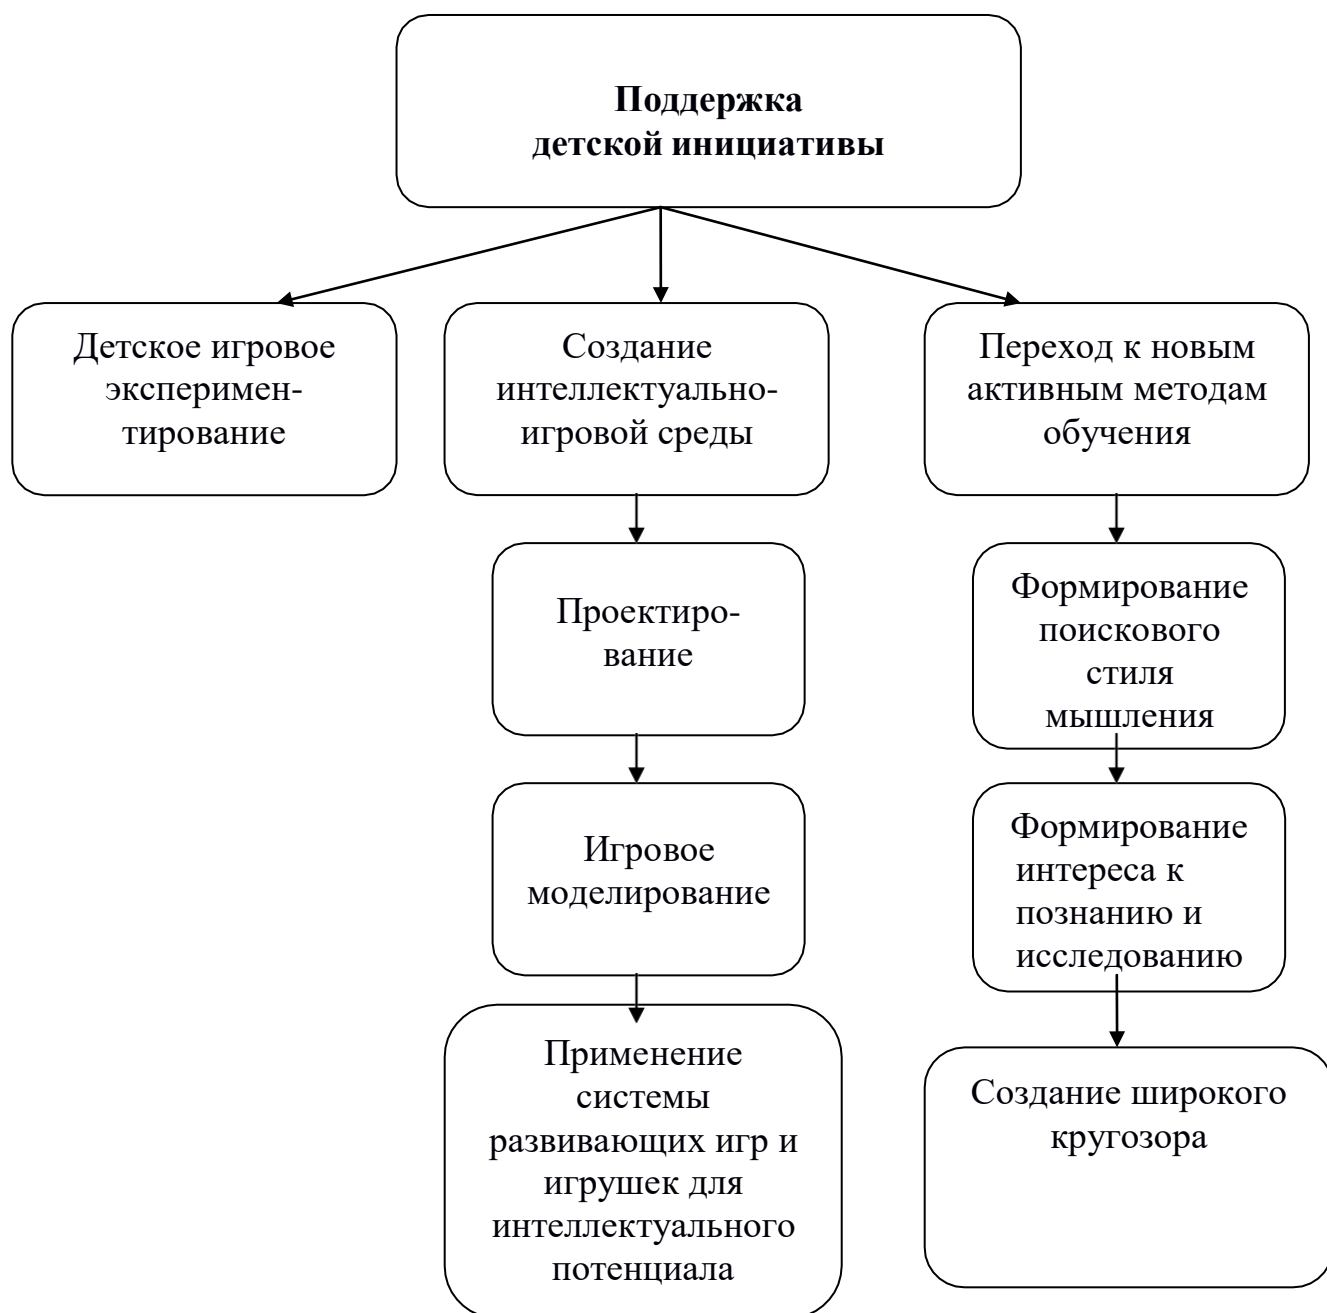 Поддержка
детской инициативы
Детское игровое
эксперимен-
тирование
Создание
интеллектуально-
игровой среды
Переход к новым
активным методам
обучения
Проектиро-
вание
Формирование
поискового
стиля
мышления
Игровое
моделирование
Формирование
интереса к
познанию и
исследованию
Применение
системы
развивающих игр и
игрушек для
интеллектуального
потенциала
Создание широкого
кругозора